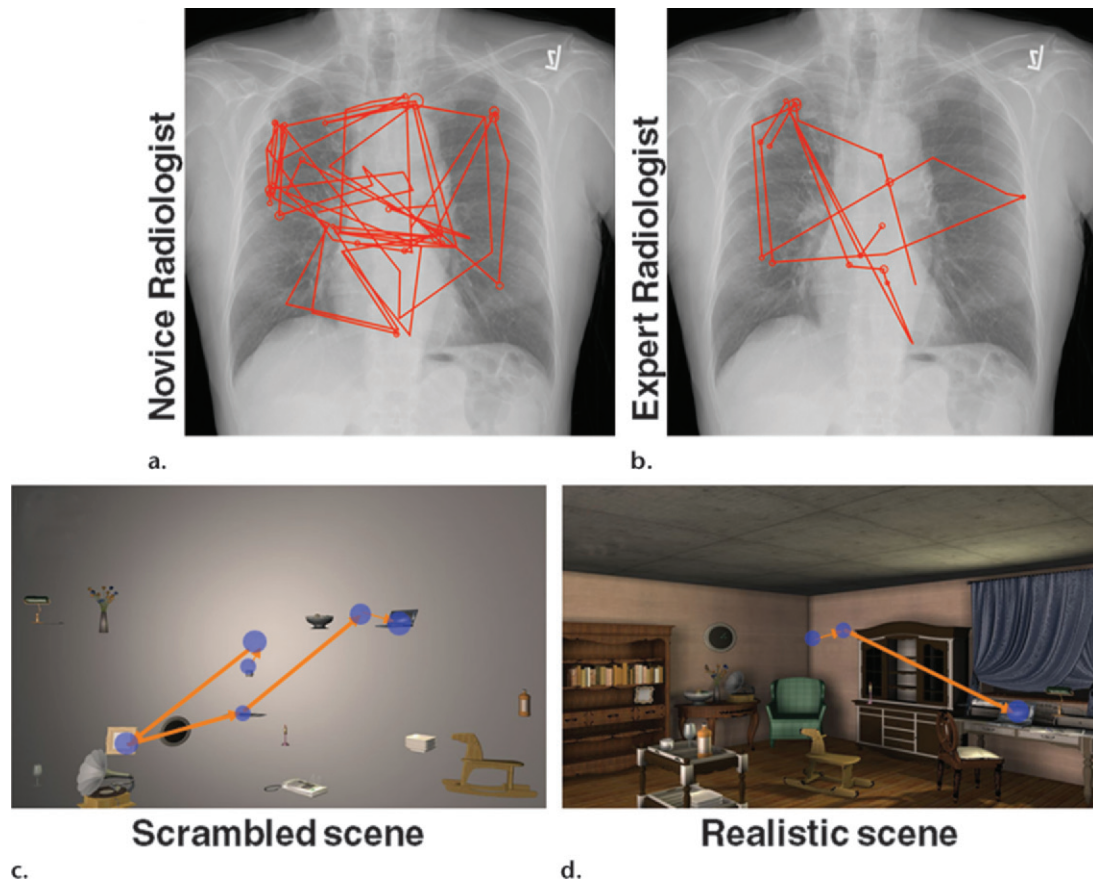 Novice Radiologist
Expert Radiologist
a.
b.
Scrambled scene
Realistic scene
c.
d.